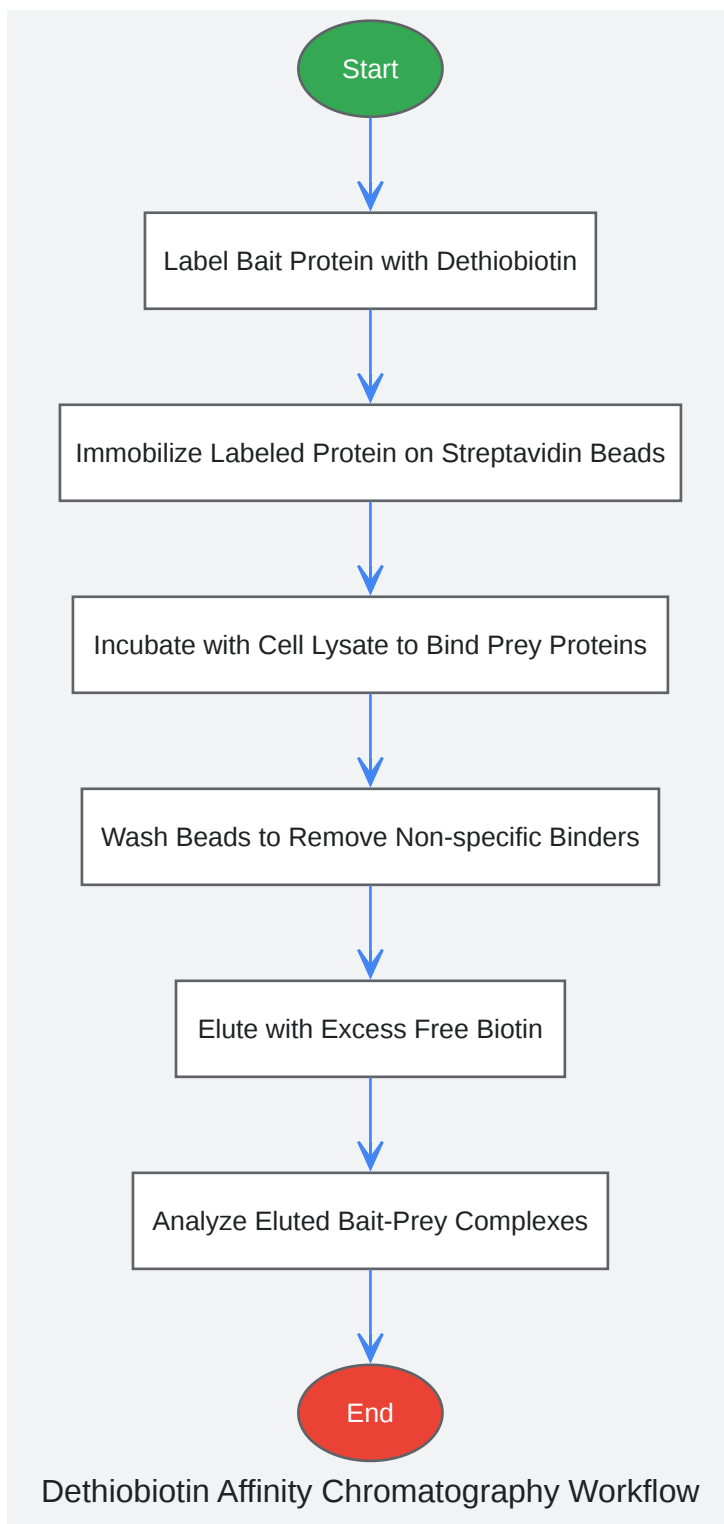 Start
Label Bait Protein with Dethiobiotin
Immobilize Labeled Protein on Streptavidin Beads
Incubate with Cell Lysate to Bind Prey Proteins
Wash Beads to Remove Non-specific Binders
Elute with Excess Free Biotin
Analyze Eluted Bait-Prey Complexes
End
Dethiobiotin Affinity Chromatography Workflow